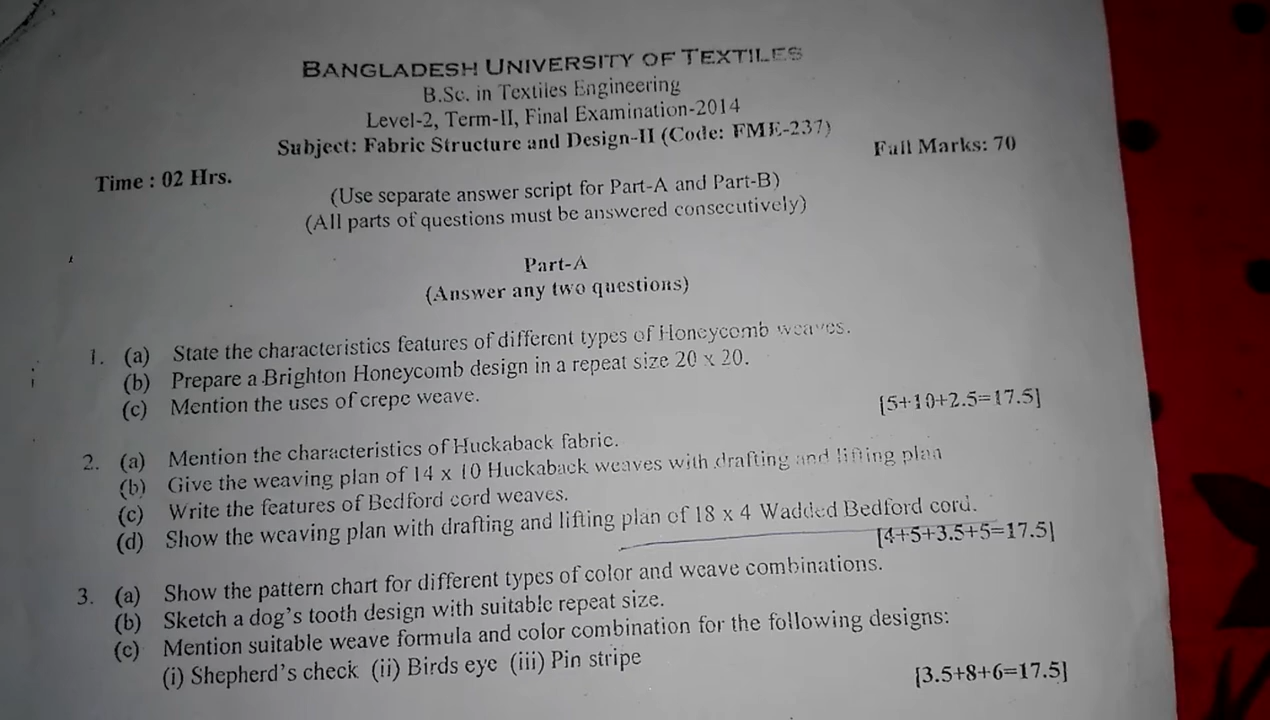 BANGLADESH UNIVERSITY OF TEXTILES
B.Sc. in Textiles Engineering
Level-2, Term-II, Final Examination-2014
Subject: Fabric Structure and Design-II (Code: FME-237)
Time : 02 Hrs.
Full Marks: 70
(Use separate answer script for Part-A and Part-B)
(All parts of questions must be answered consecutively)
Part-A
(Answer any two questions)
1. (a) State the characteristics features of different types of Honeycomb weaves.
(b) Prepare a Brighton Honeycomb design in a repeat size 20 x 20.
(c) Mention the uses of crepe weave.
[5+10+2.5=17.5]
2. (a) Mention the characteristics of Huckaback fabric.
(b) Give the weaving plan of 14 x 10 Huckaback weaves with drafting and lifting plan
(c) Write the features of Bedford cord weaves.
(d) Show the weaving plan with drafting and lifting plan of 18 x 4 Wadded Bedford cord.
[4+5+3.5+5=17.5]
3. (a) Show the pattern chart for different types of color and weave combinations.
(b) Sketch a dog's tooth design with suitable repeat size.
(c) Mention suitable weave formula and color combination for the following designs:
(i) Shepherd's check (ii) Birds eye (iii) Pin stripe
[3.5+8+6=17.5]